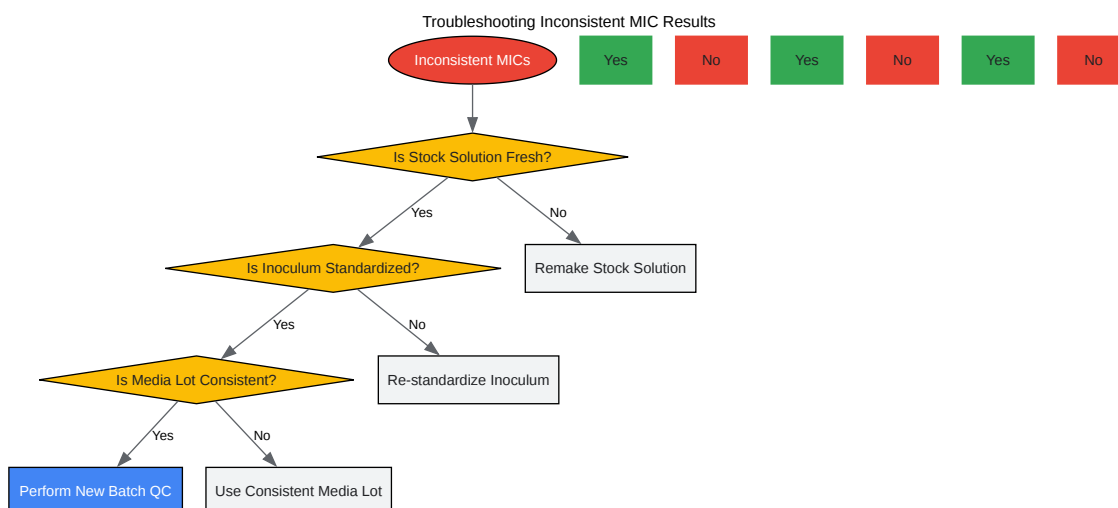 Troubleshooting Inconsistent MIC Results
Inconsistent MICs
Yes
No
Yes
No
Yes
No
Is Stock Solution Fresh?
Yes
No
Is Inoculum Standardized?
Remake Stock Solution
Yes
No
Is Media Lot Consistent?
Re-standardize Inoculum
Yes
No
Perform New Batch QC
Use Consistent Media Lot